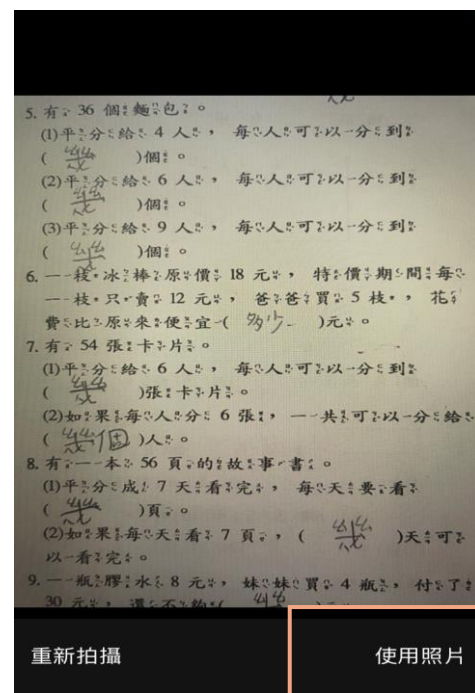 5. 有 36 個麵包。
(1)平分給 4 人，每人可以分到
( 幾 )個。
(2)平分給 6 人，每人可以分到
( 幾 )個。
(3)平分給 9 人，每人可以分到
( 幾 )個。
6. 一枝冰棒原價 18 元，特價期間每
一枝只賣 12 元，爸爸買 5 枝，花
費比原來便宜( 多少 )元。
7. 有 54 張卡片。
(1)平分給 6 人，每人可以分到
( 幾 )張卡片。
(2)如果每人分 6 張，一共可以分給
( 幾個 )人。
8. 有一本 56 頁的故事書。
(1)平分成 7 天看完，每天要看
( 幾 )頁。
(2)如果每天看 7 頁，( 幾 )天可
以看完。
9. 一瓶膠水 8 元，妹妹買 4 瓶，付了
30 元，還不夠(
重新拍攝
使用照片